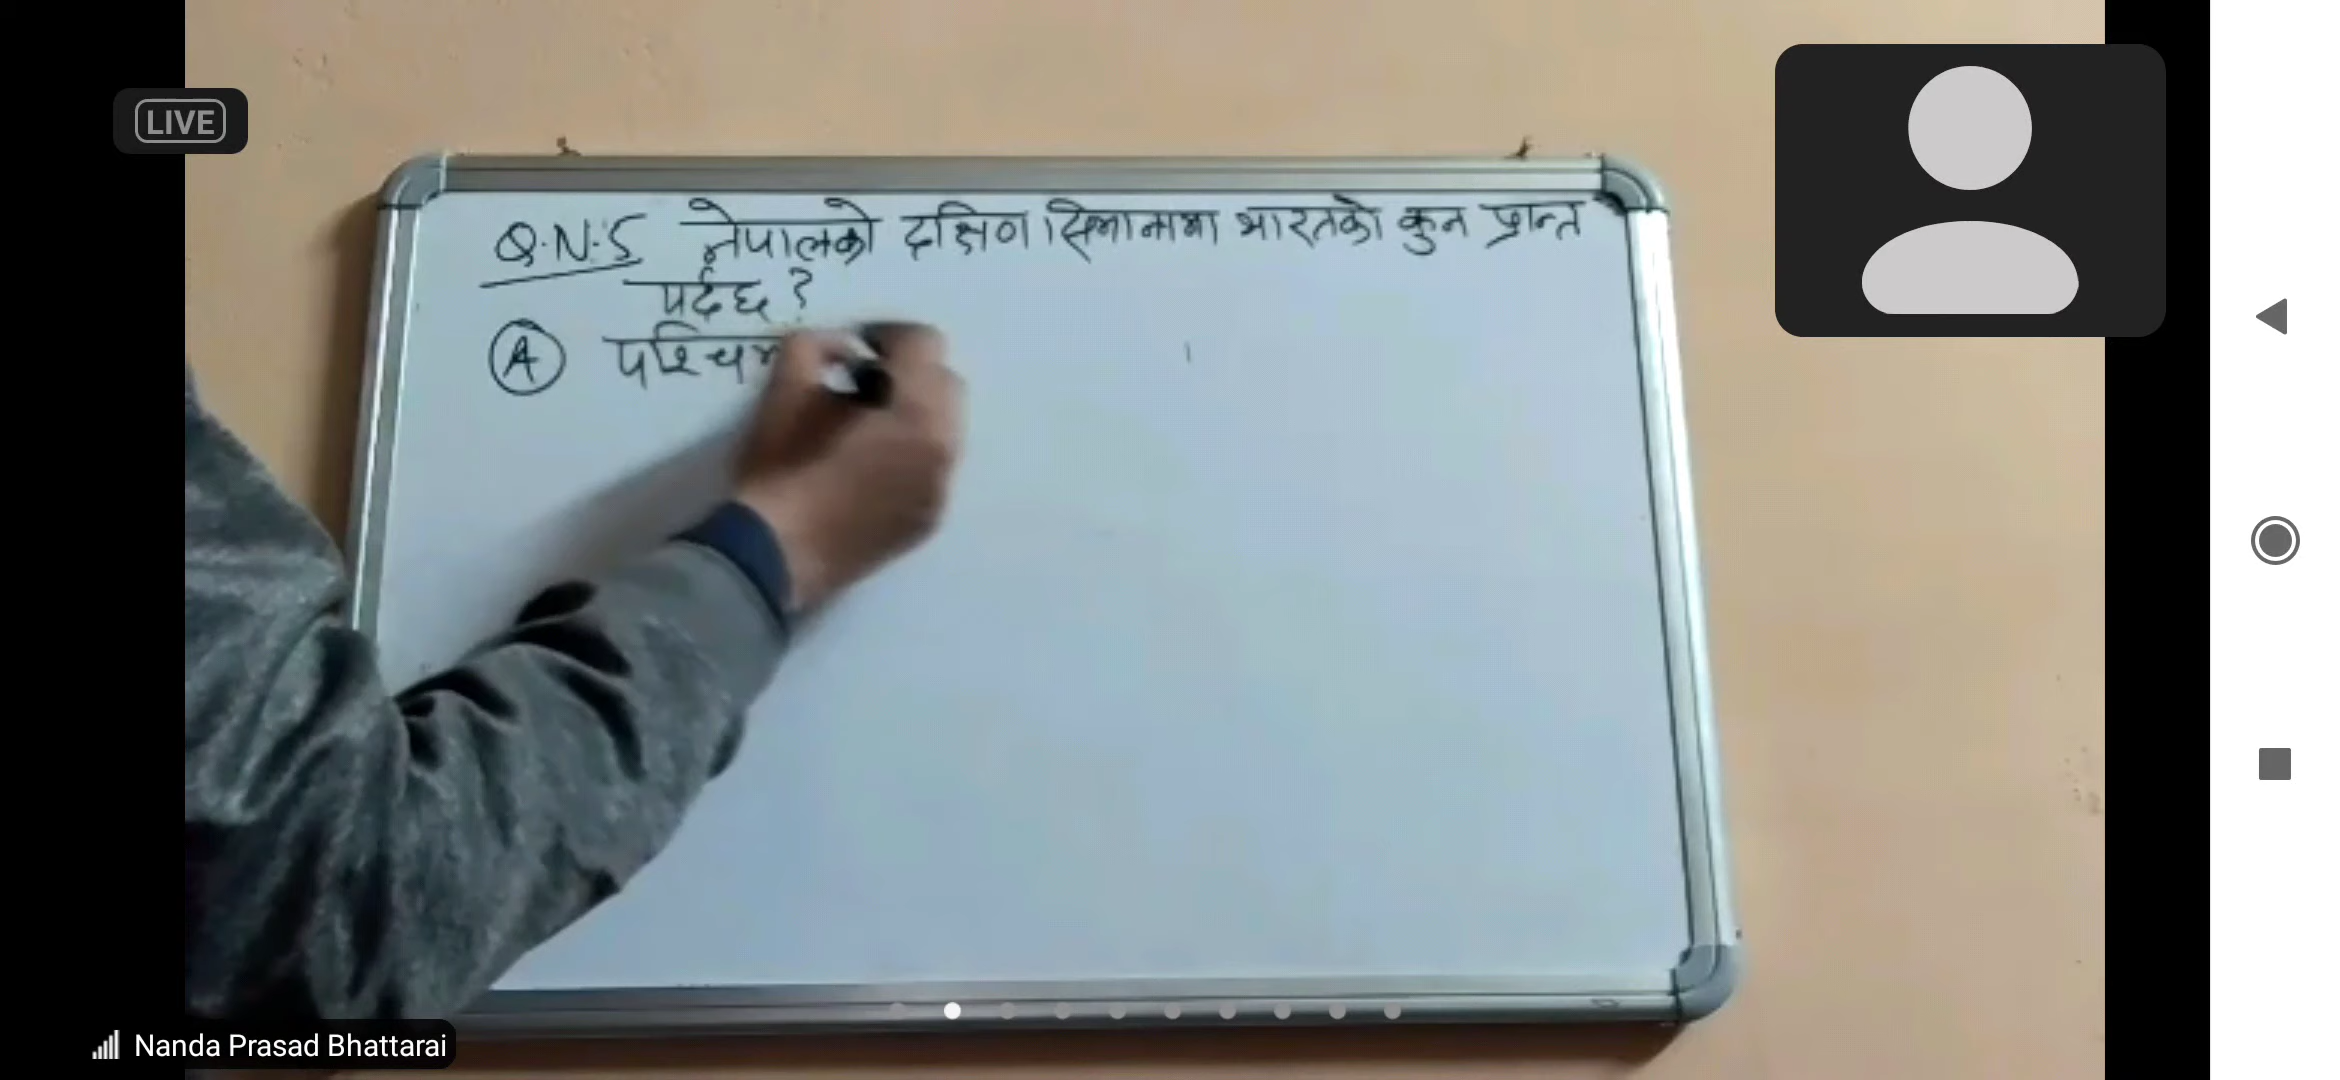 LIVE
Q.N.5 नेपालको दक्षिण सिमानामा भारतको कुन प्रान्त
पर्दछ ?
A पश्चिम
Nanda Prasad Bhattarai